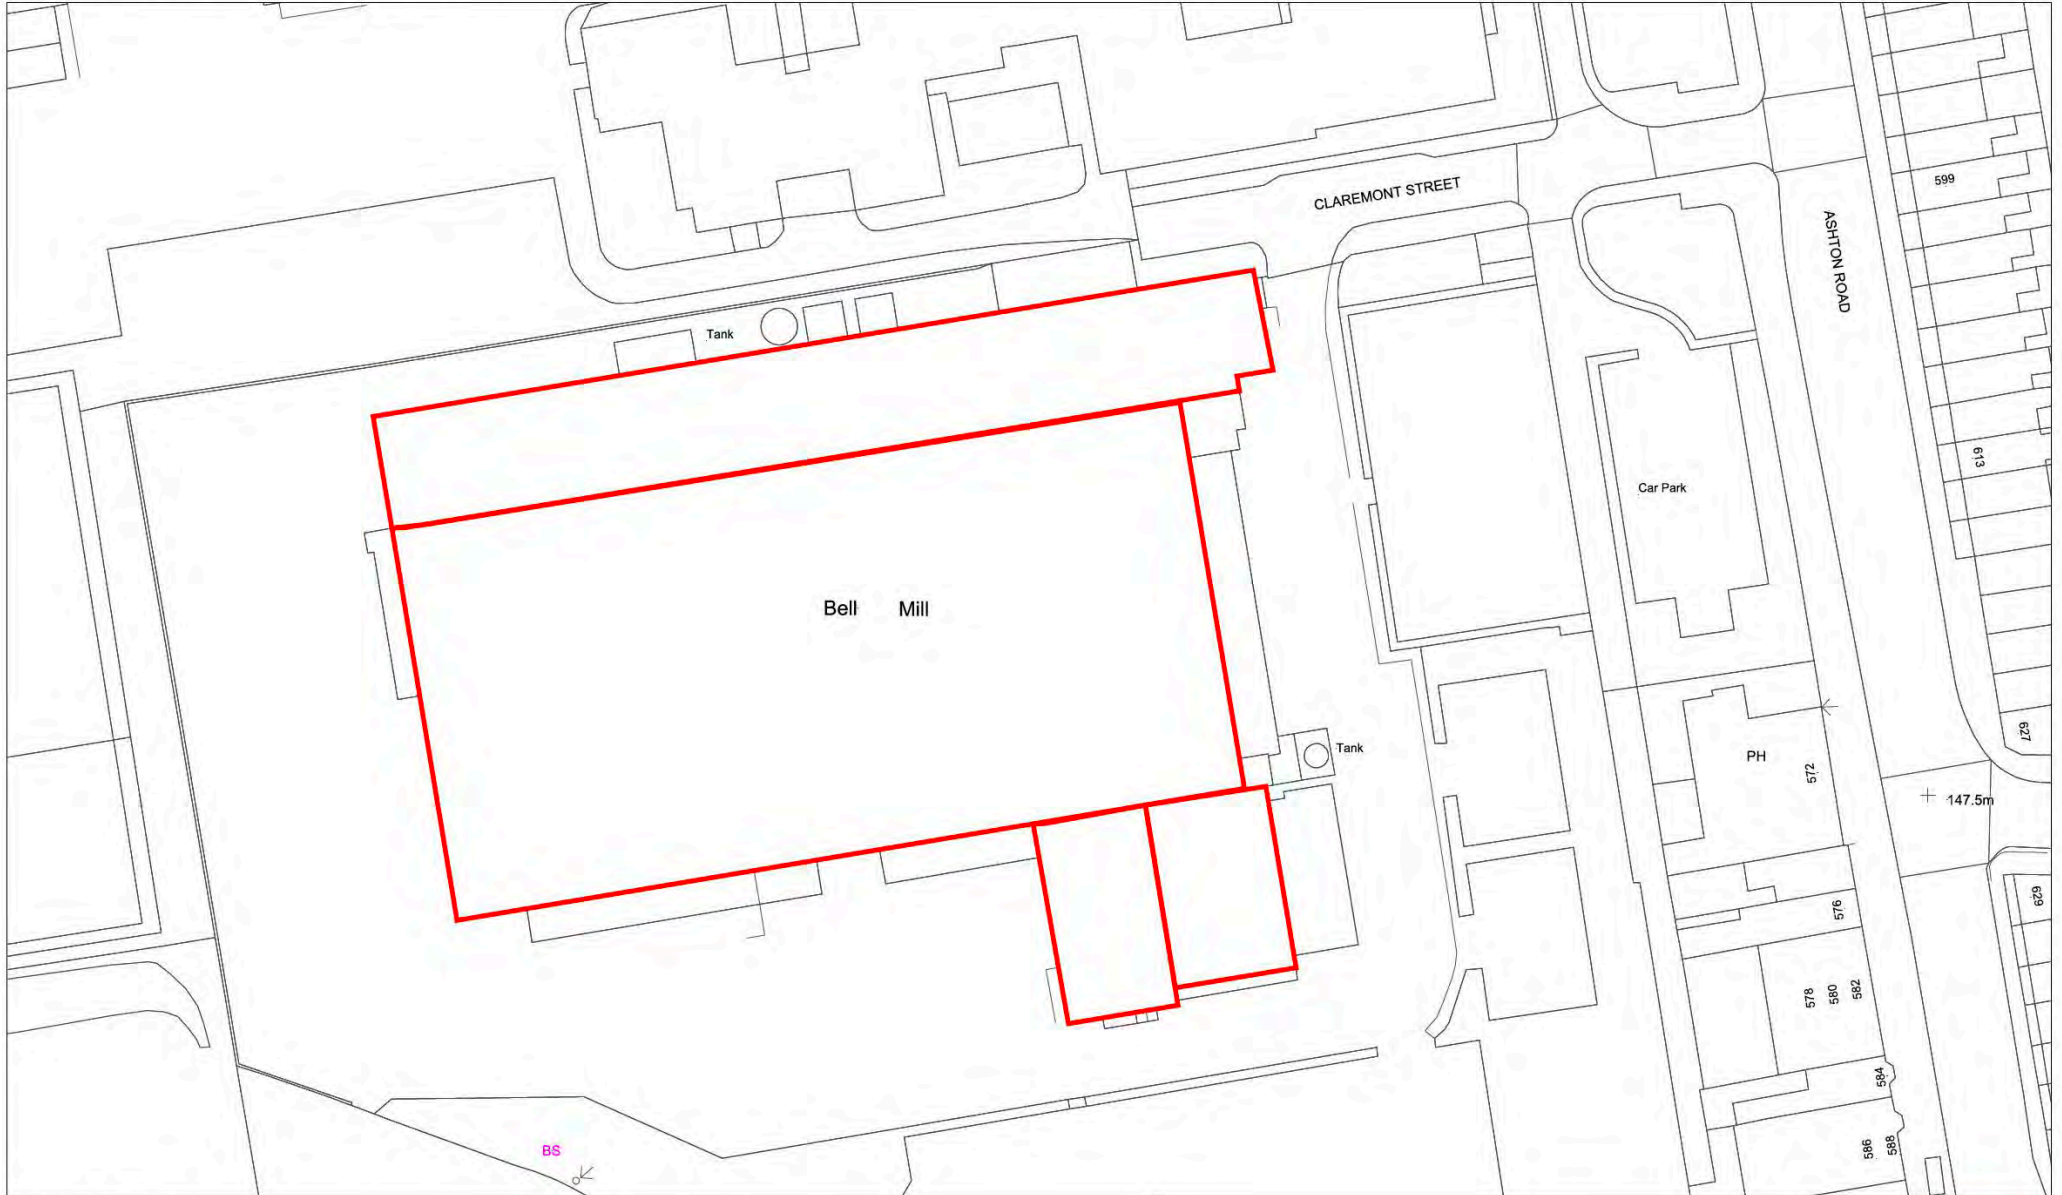 CLAREMONT STREET
599
ASHTON ROAD
Tank
613
Car Park
Bell Mill
627
Tank
PH
572
147.5m
629
576
578
580
582
584
586
588
BS